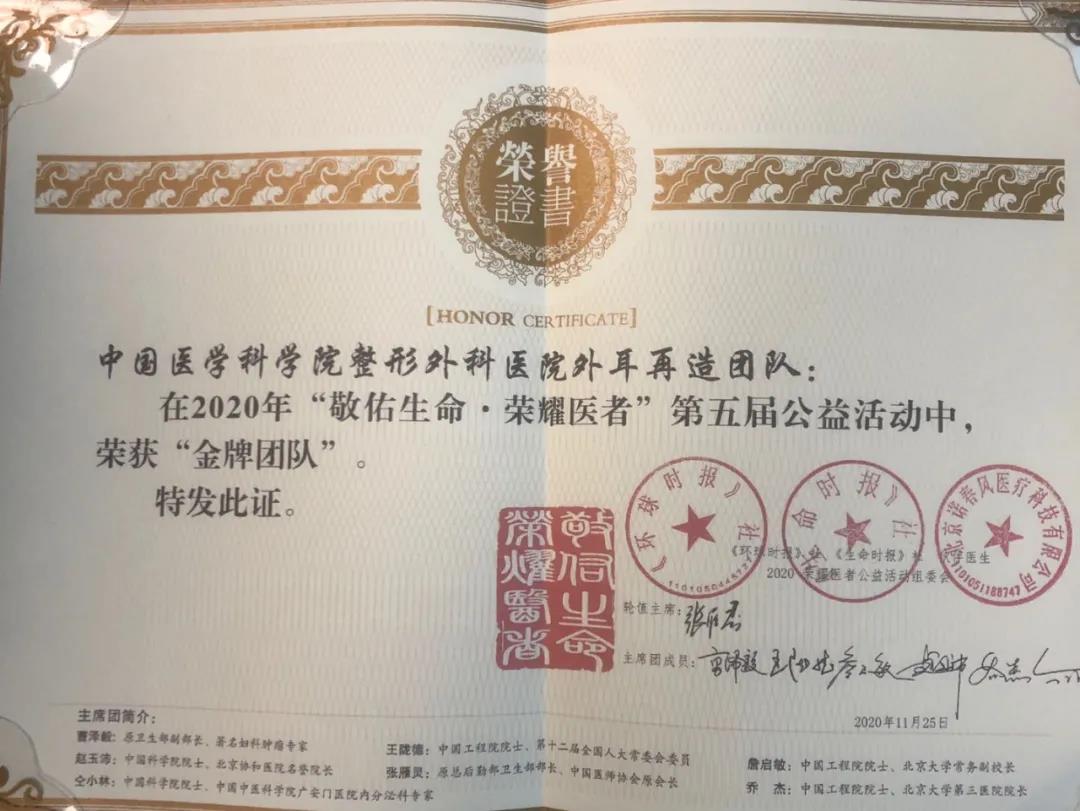 榮譽
證書
[HONOR CERTIFICATE]
中国医学科学院整形外科医院外耳再造团队：
在2020年“敬佑生命·荣耀医者”第五届公益活动中，
荣获“金牌团队”。
特发此证。
敬佑生命
榮耀醫者
《环球时报》社
《生命时报》社
北京诺春风医疗科技有限公司
1101051188747
《环球时报》社、《生命时报》社、医生
2020 荣耀医者公益活动组委会
轮值主席：
主席团成员：
2020年11月25日
主席团简介：
曹泽毅：原卫生部副部长、著名妇科肿瘤专家
赵玉沛：中国科学院院士、北京协和医院名誉院长
仝小林：中国科学院院士、中国中医科学院广安门医院内分泌科专家
王陇德：中国工程院院士、第十二届全国人大常委会委员
张雁灵：原总后勤部卫生部部长、中国医师协会原会长
詹启敏：中国工程院院士、北京大学常务副校长
乔 杰：中国工程院院士、北京大学第三医院院长